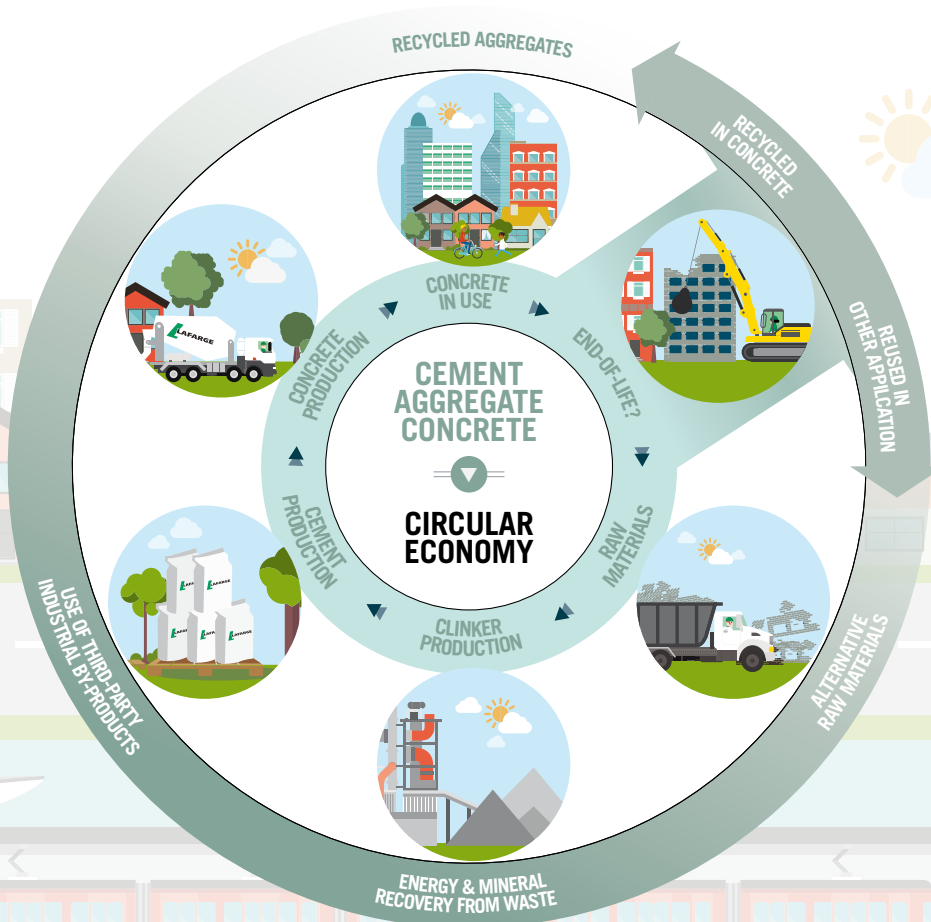 RECYCLED AGGREGATES
RECYCLED
IN CONCRETE
REUSED IN
OTHER APPILCATION
ALTERNATIVE
RAW MATERIALS
ENERGY & MINERAL
RECOVERY FROM WASTE
USE OF THIRD-PARTY
INDUSTRIAL BY-PRODUCTS
CONCRETE
IN USE
END-OF-LIFE?
RAW
MATERIALS
CLINKER
PRODUCTION
CEMENT
PRODUCTION
CONCRETE
PRODUCTION
CEMENT
AGGREGATE
CONCRETE
CIRCULAR
ECONOMY
LAFARGE
LAFARGE
LAFARGE